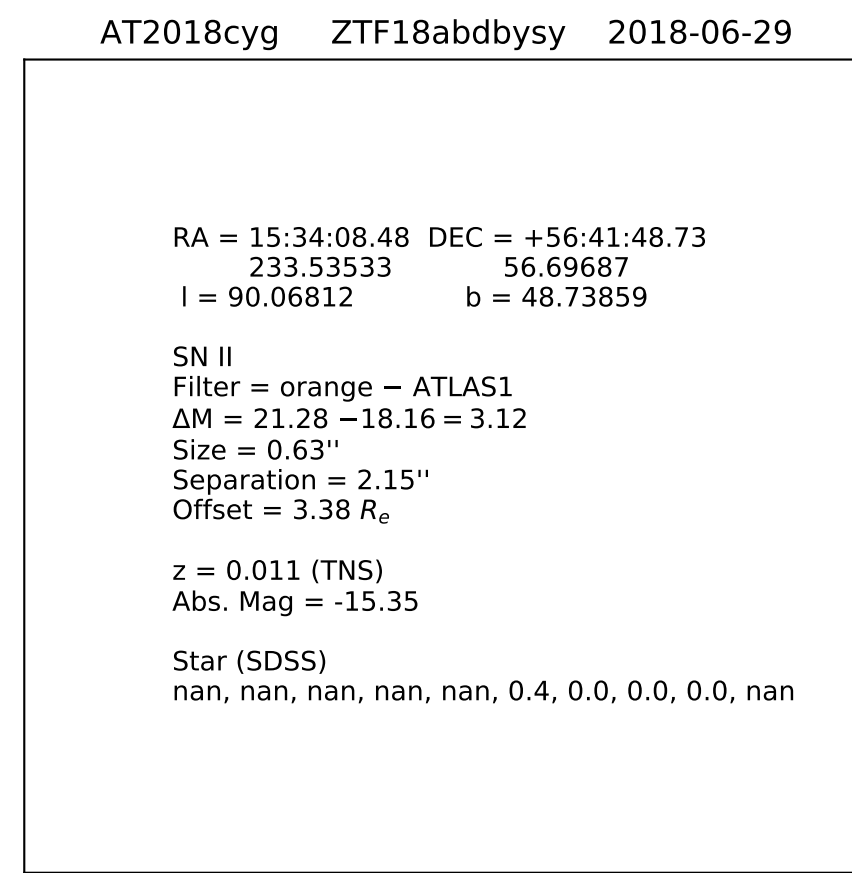 AT2018cyg ZTF18abdbysy 2018-06-29
RA = 15:34:08.48 DEC = +56:41:48.73
233.53533 56.69687
l = 90.06812 b = 48.73859
SN II
Filter = orange − ATLAS1
ΔM = 21.28 −18.16 = 3.12
Size = 0.63''
Separation = 2.15''
Offset = 3.38 Rₑ
z = 0.011 (TNS)
Abs. Mag = -15.35
Star (SDSS)
nan, nan, nan, nan, nan, 0.4, 0.0, 0.0, 0.0, nan